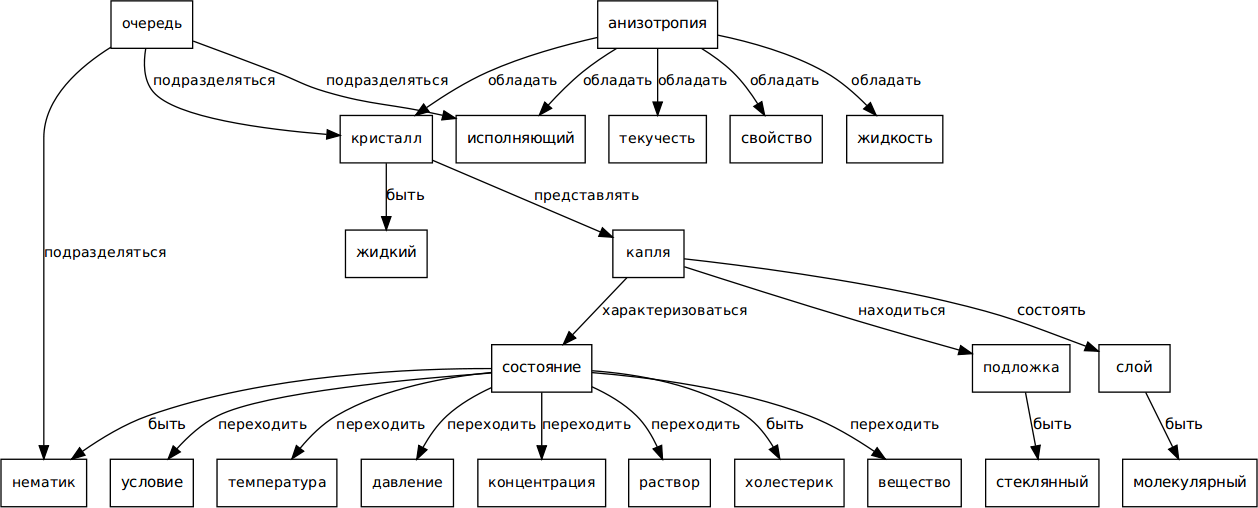 очередь
анизотропия
подразделяться
подразделяться
обладать
обладать
обладать
обладать
обладать
кристалл
исполняющий
текучесть
свойство
жидкость
быть
представлять
подразделяться
жидкий
капля
характеризоваться
находиться
состоять
состояние
подложка
слой
быть
переходить
переходить
переходить
переходить
переходить
быть
переходить
быть
быть
нематик
условие
температура
давление
концентрация
раствор
холестерик
вещество
стеклянный
молекулярный